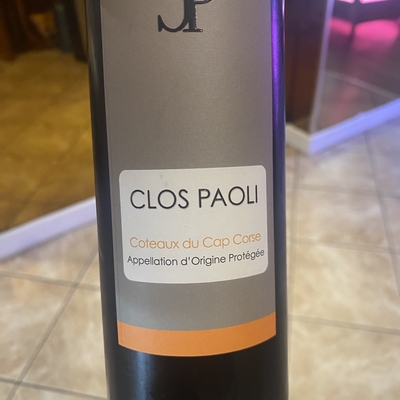 JP
CLOS PAOLI
Coteaux du Cap Corse
Appellation d'Origine Protégée